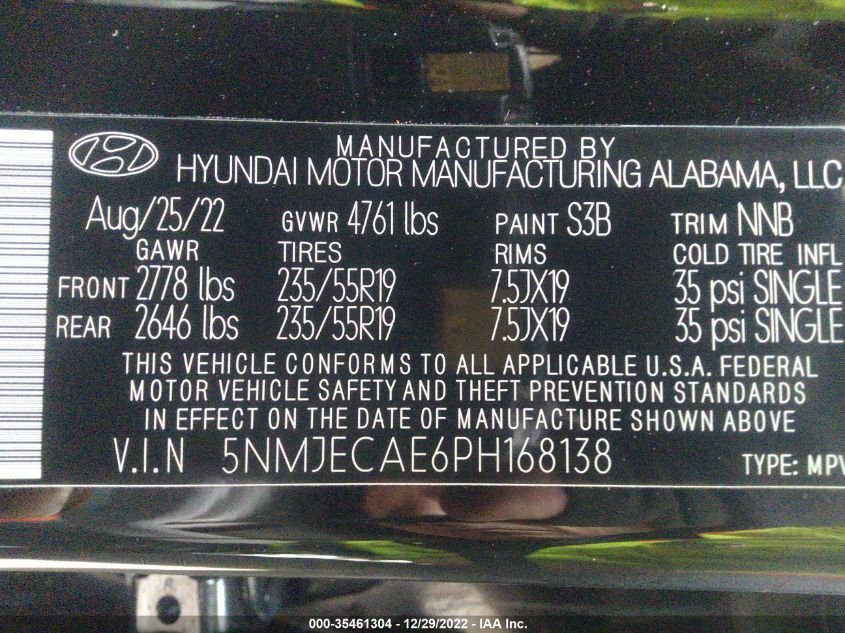 MANUFACTURED BY
HYUNDAI MOTOR MANUFACTURING ALABAMA, LLC
Aug/25/22 GVWR 4761 lbs PAINT S3B TRIM NNB
GAWR TIRES RIMS COLD TIRE INFL
FRONT 2778 lbs 235/55R19 7.5JX19 35 psi SINGLE
REAR 2646 lbs 235/55R19 7.5JX19 35 psi SINGLE
THIS VEHICLE CONFORMS TO ALL APPLICABLE U.S.A. FEDERAL
MOTOR VEHICLE SAFETY AND THEFT PREVENTION STANDARDS
IN EFFECT ON THE DATE OF MANUFACTURE SHOWN ABOVE
V.I.N 5NMJECAE6PH168138 TYPE: MPV
000-35461304 - 12/29/2022 - IAA Inc.